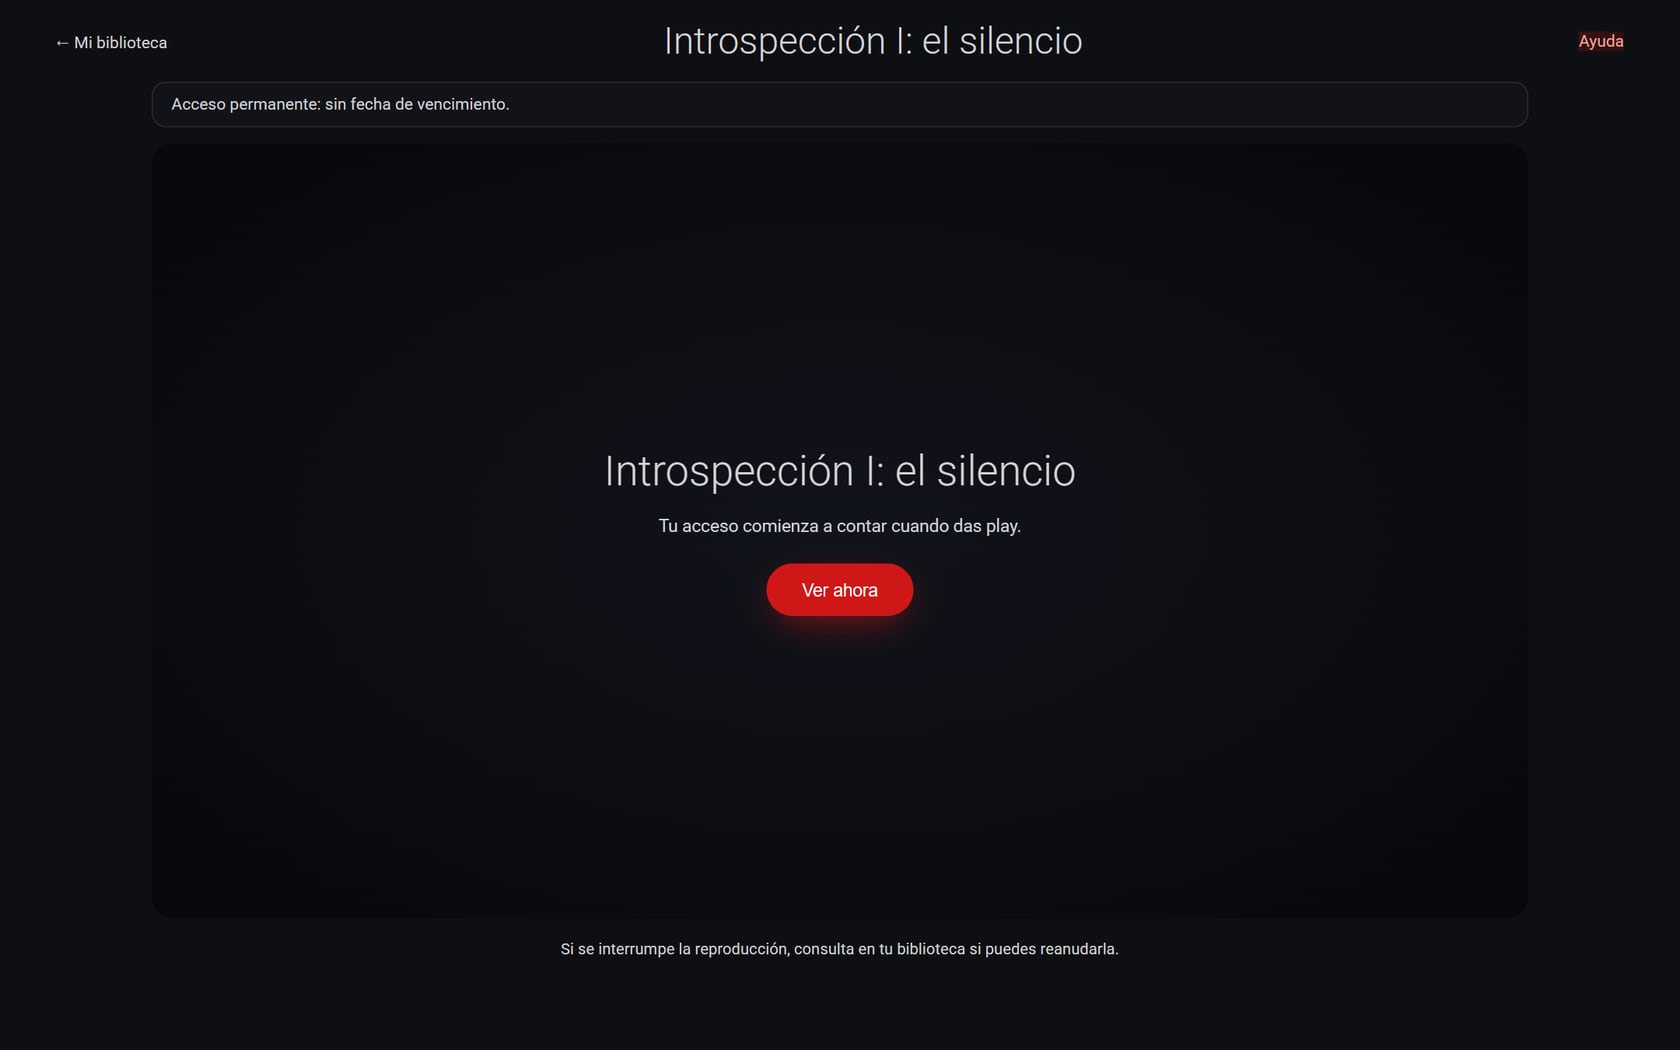 ← Mi biblioteca
Introspección I: el silencio
Ayuda
Acceso permanente: sin fecha de vencimiento.
Introspección I: el silencio
Tu acceso comienza a contar cuando das play.
Ver ahora
Si se interrumpe la reproducción, consulta en tu biblioteca si puedes reanudarla.